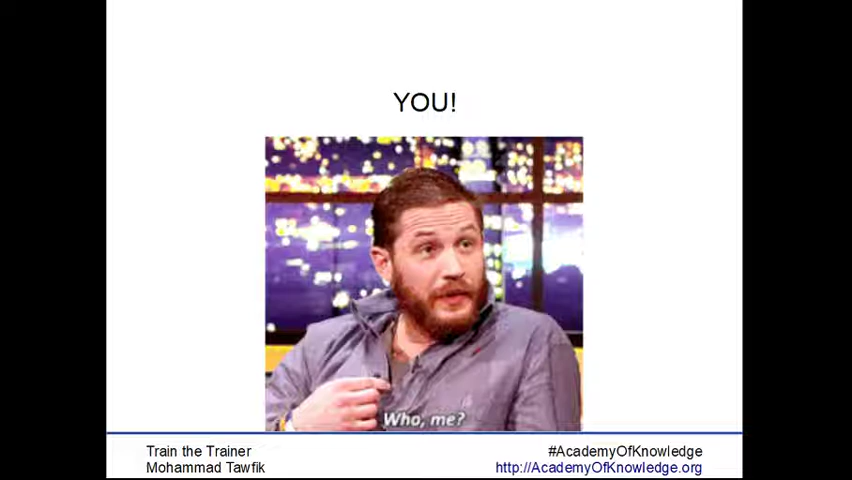 YOU!
Who, me?
Train the Trainer
Mohammad Tawfik
#AcademyOfKnowledge
http://AcademyOfKnowledge.org